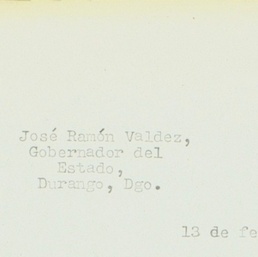 José Ramón Valdez,
Gobernador del
Estado,
Durango, Dgo.
13 de fe